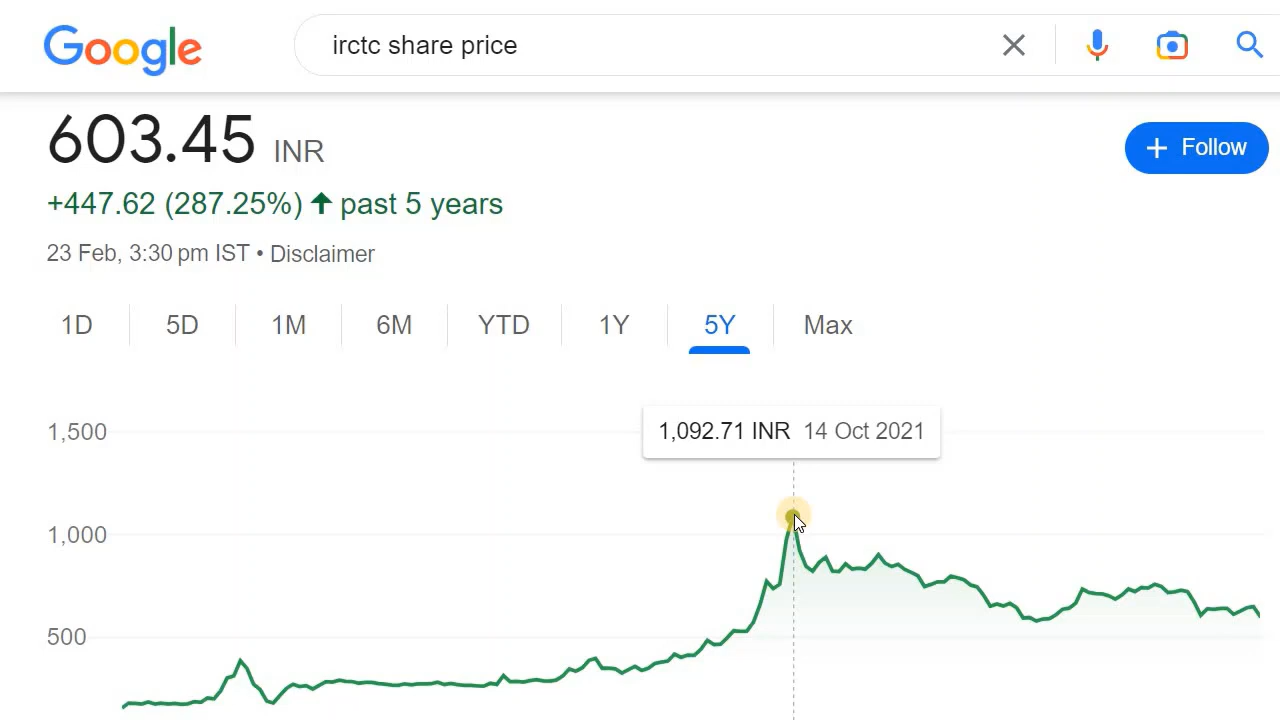 Google
irctc share price
603.45 INR
+ Follow
+447.62 (287.25%) ↑ past 5 years
23 Feb, 3:30 pm IST • Disclaimer
1D 5D 1M 6M YTD 1Y 5Y Max
1,500
1,092.71 INR 14 Oct 2021
1,000
500